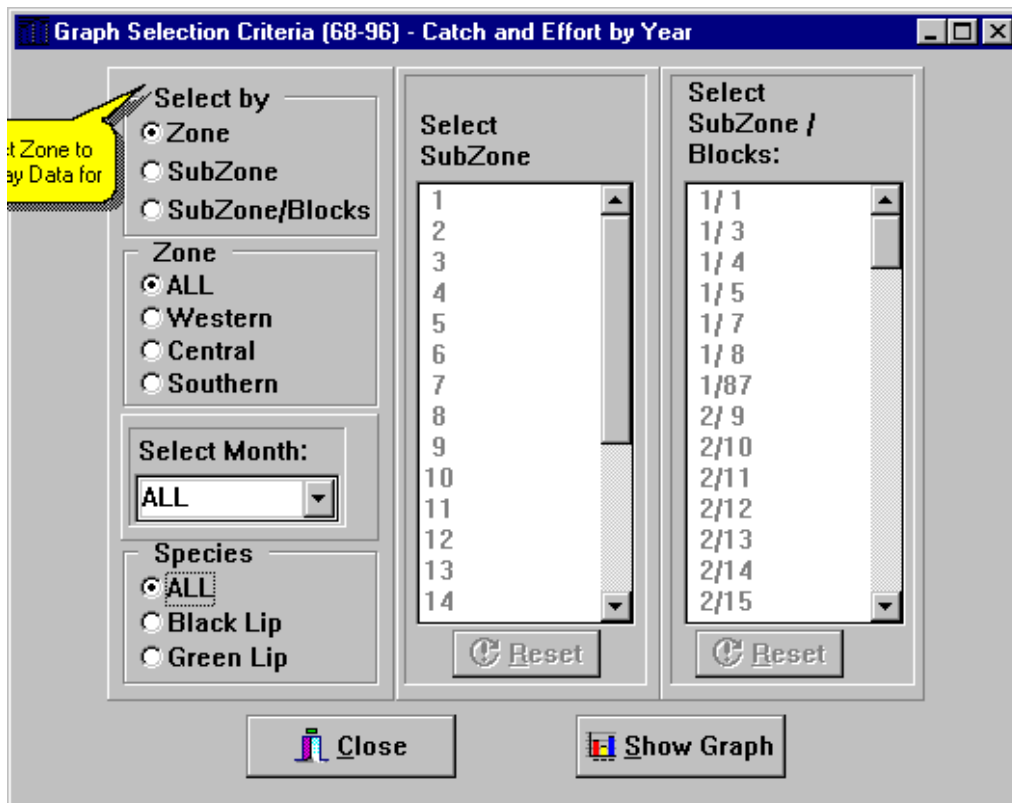 Graph Selection Criteria (68-96) - Catch and Effort by Year
Select by
Zone
SubZone
SubZone/Blocks
Zone to
Data for
Zone
ALL
Western
Central
Southern
Select Month:
ALL
Species
ALL
Black Lip
Green Lip
Select
SubZone
1
2
3
4
5
6
7
8
9
10
11
12
13
14
Reset
Select
SubZone /
Blocks:
1/ 1
1/ 3
1/ 4
1/ 5
1/ 7
1/ 8
1/87
2/ 9
2/10
2/11
2/12
2/13
2/14
2/15
Reset
Close
Show Graph